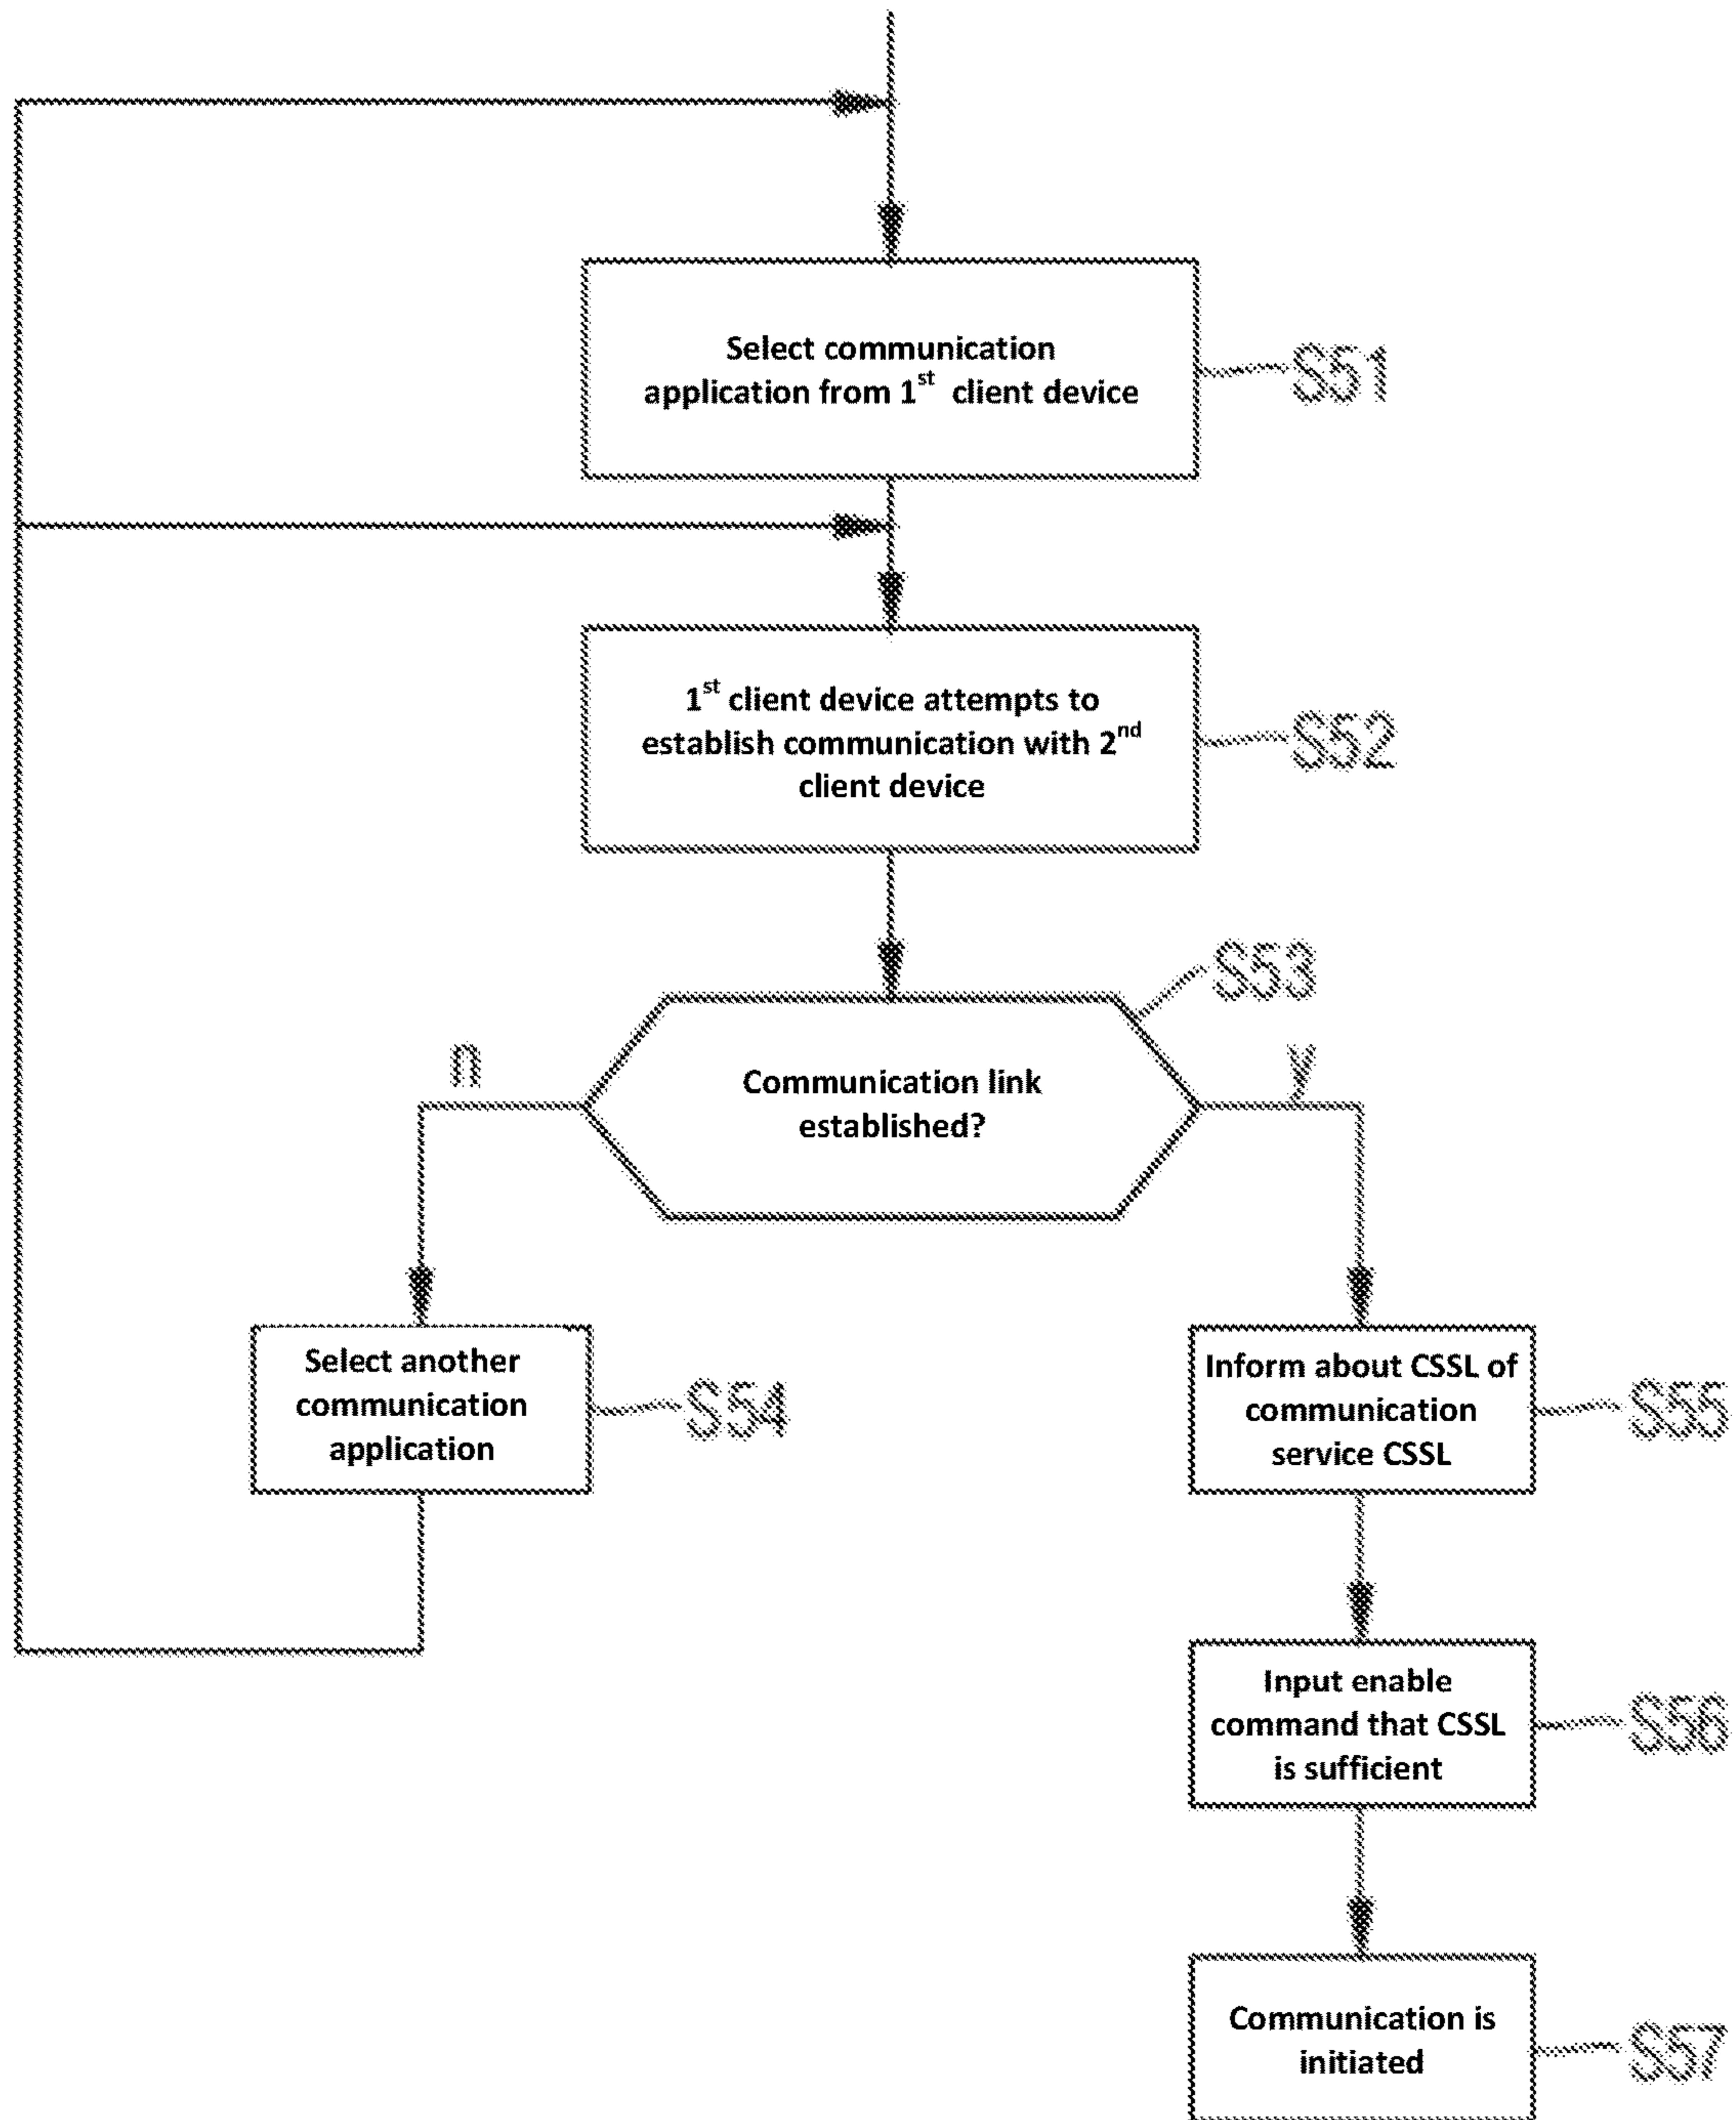 Select communication
application from 1st client device
S51
1st client device attempts to
establish communication with 2nd
client device
S52
S53
n
y
Communication link
established?
Select another
communication
application
S54
Inform about CSSL of
communication
service CSSL
S55
Input enable
command that CSSL
is sufficient
S56
Communication is
initiated
S57